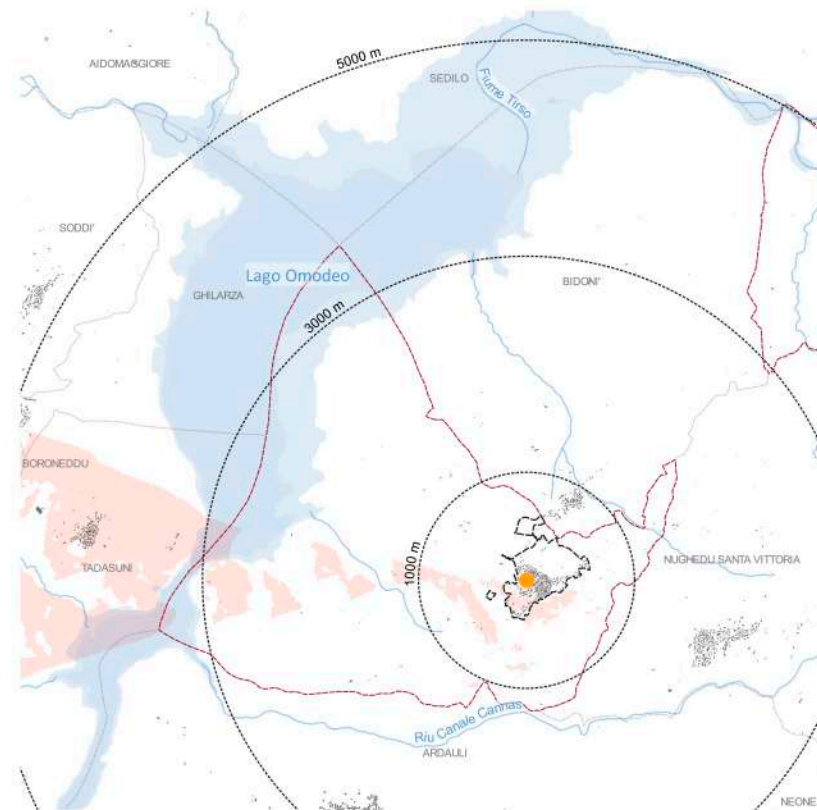 5000 m
AIDOMAGGIORE
SEDILO
Fiume Tirso
SODDI'
Lago Omodeo
BIDONI'
GHILARZA
3000 m
BORONEDDU
1000 m
TADASUNI
NUGHEDU SANTA VITTORIA
Riu Canale Cannas
ARDAULI
NEONE